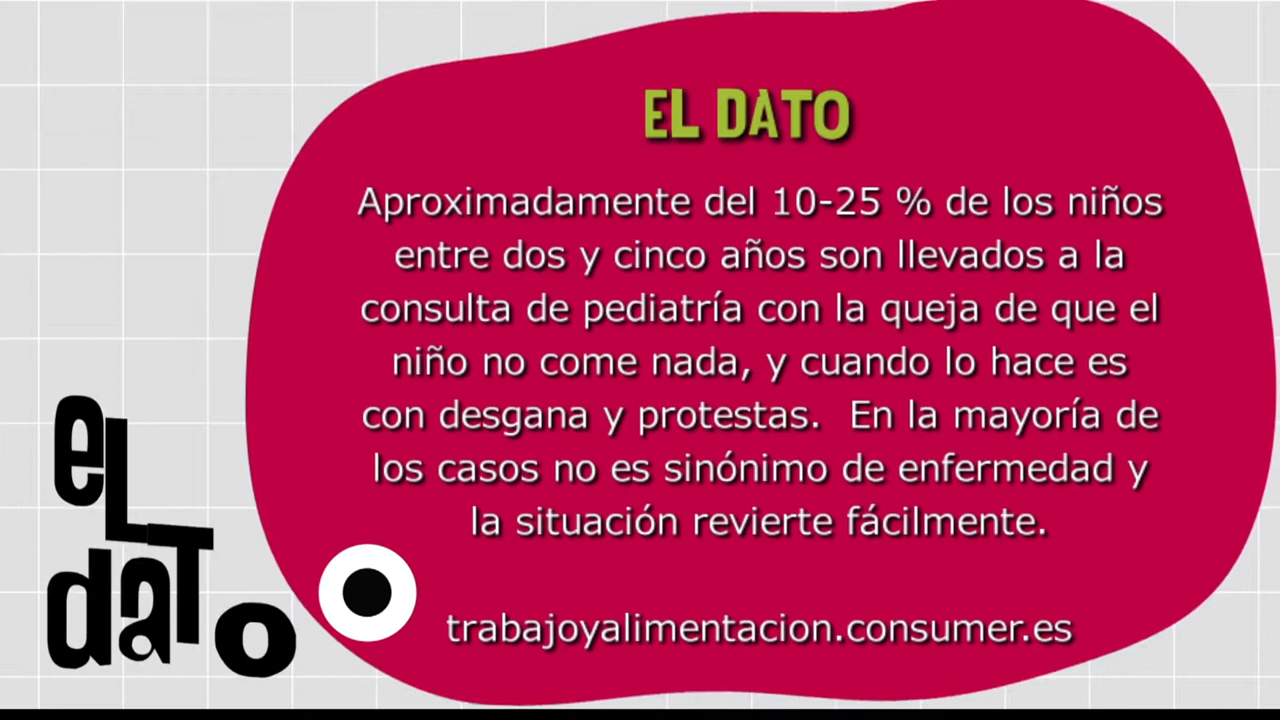 EL DATO
Aproximadamente del 10-25 % de los niños
entre dos y cinco años son llevados a la
consulta de pediatría con la queja de que el
niño no come nada, y cuando lo hace es
con desgana y protestas.  En la mayoría de
los casos no es sinónimo de enfermedad y
la situación revierte fácilmente.
trabajoyalimentacion.consumer.es
eL
daTo